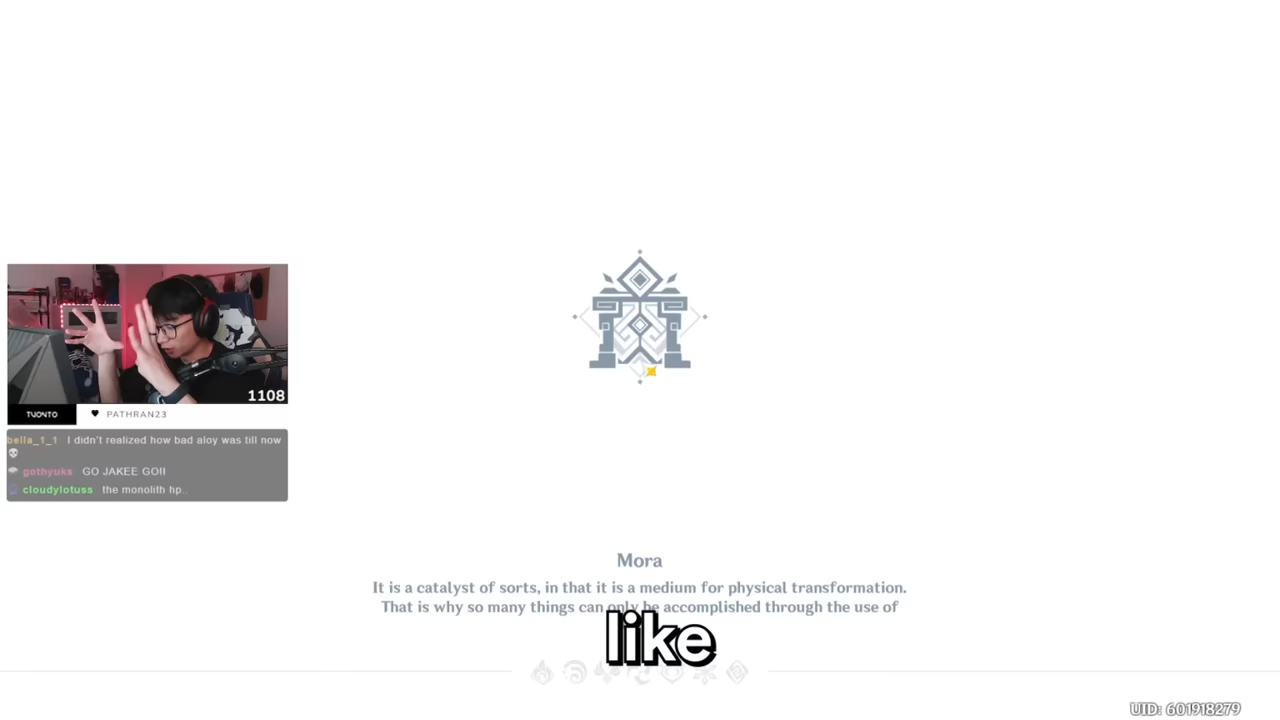 1108
TUONTO
PATHRAN23
bella_1_1 I didn't realized how bad aloy was till now
gothyuks GO JAKEE GO!!
cloudylotuss the monolith hp..
Mora
It is a catalyst of sorts, in that it is a medium for physical transformation.
That is why so many things can only be accomplished through the use of
like
UID: 601918279